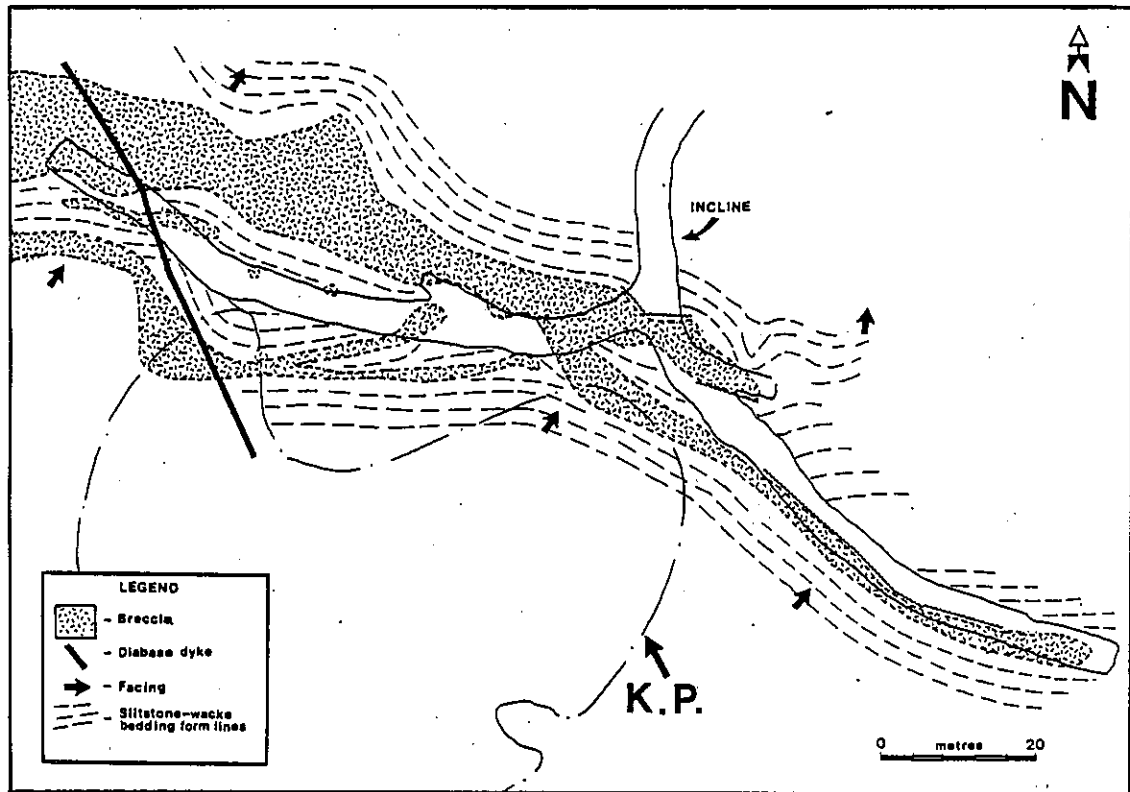 N
INCLINE
K.P.
LEGEND
- Breccia
- Diabase dyke
- Facing
- Siltstone-wacke
bedding form lines
0 metres 20